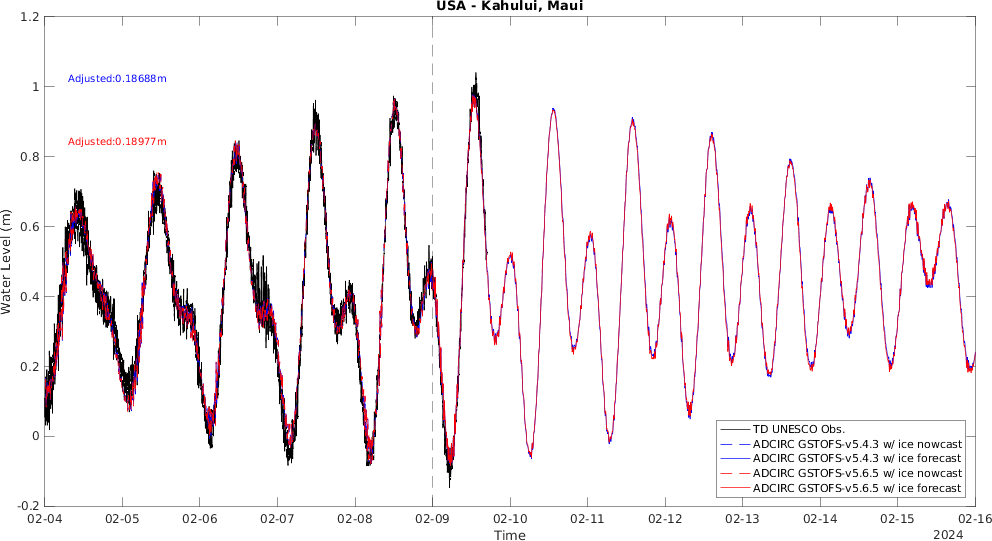 USA - Kahului, Maui
1.2
1
0.8
0.6
0.4
0.2
0
-0.2
Water Level (m)
Adjusted:0.18688m
Adjusted:0.18977m
TD UNESCO Obs.
ADCIRC GSTOFS-v5.4.3 w/ ice nowcast
ADCIRC GSTOFS-v5.4.3 w/ ice forecast
ADCIRC GSTOFS-v5.6.5 w/ ice nowcast
ADCIRC GSTOFS-v5.6.5 w/ ice forecast
02-04 02-05 02-06 02-07 02-08 02-09 02-10 02-11 02-12 02-13 02-14 02-15 02-16
Time
2024